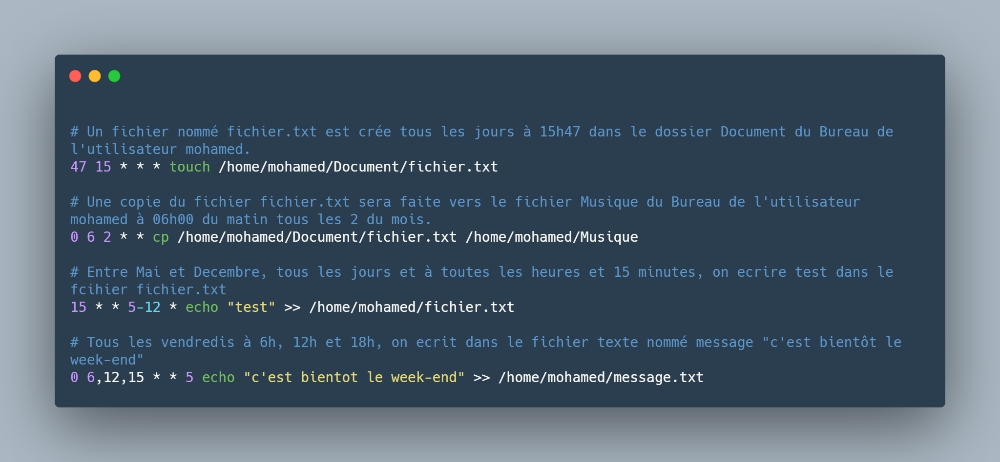 # Un fichier nommé fichier.txt est crée tous les jours à 15h47 dans le dossier Document du Bureau de
l'utilisateur mohamed.
47 15 * * * touch /home/mohamed/Document/fichier.txt
# Une copie du fichier fichier.txt sera faite vers le fichier Musique du Bureau de l'utilisateur
mohamed à 06h00 du matin tous les 2 du mois.
0 6 2 * * cp /home/mohamed/Document/fichier.txt /home/mohamed/Musique
# Entre Mai et Decembre, tous les jours et à toutes les heures et 15 minutes, on ecrire test dans le
fcihier fichier.txt
15 * * 5-12 * echo "test" >> /home/mohamed/fichier.txt
# Tous les vendredis à 6h, 12h et 18h, on ecrit dans le fichier texte nommé message "c'est bientôt le
week-end"
0 6,12,15 * * 5 echo "c'est bientot le week-end" >> /home/mohamed/message.txt